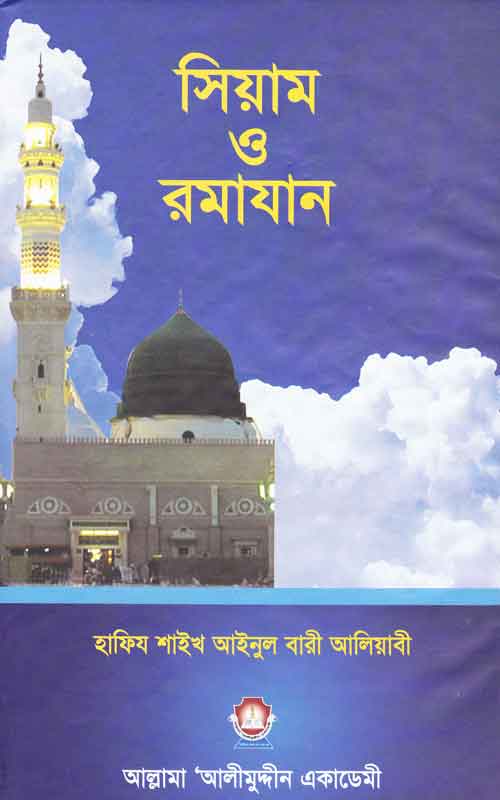 সিয়াম
ও
রমাযান
হাফিয শাইখ আইনুল বারী আলিয়াবী
আল্লামা 'আলীমুদ্দীন একাডেমী